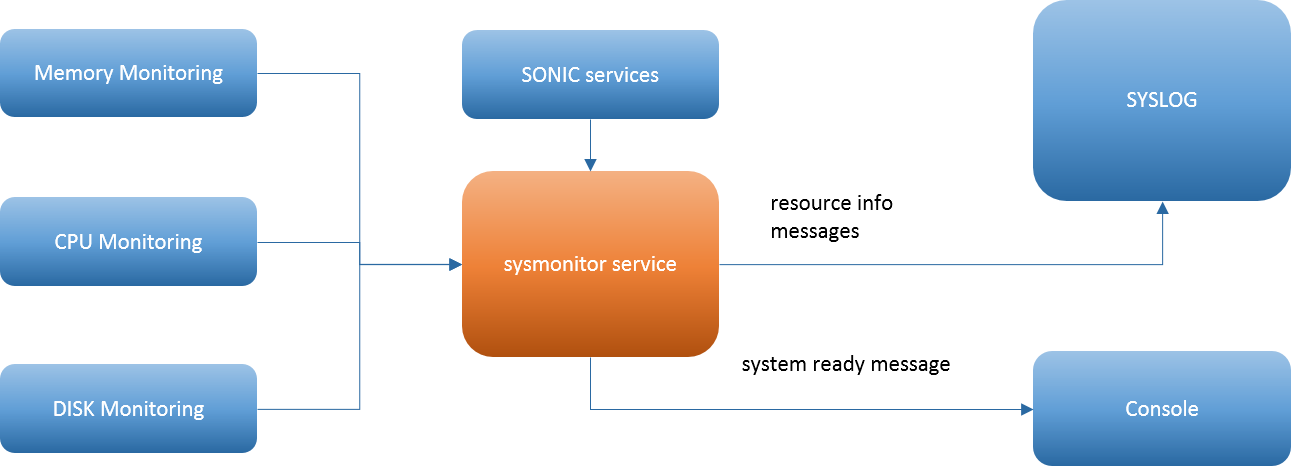 Memory Monitoring
SONIC services
SYSLOG
CPU Monitoring
resource info
messages
sysmonitor service
system ready message
DISK Monitoring
Console